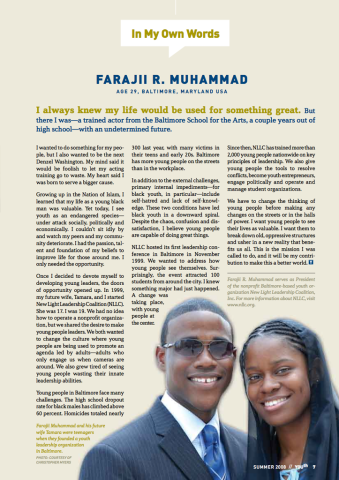 In My Own Words
FARAJII R. MUHAMMAD
AGE 29, BALTIMORE, MARYLAND USA
I always knew my life would be used for something great. But
there I was—a trained actor from the Baltimore School for the Arts, a couple years out of
high school—with an undetermined future.
I wanted to do something for my peo-
ple, but I also wanted to be the next
Denzel Washington. My mind said it
would be foolish to let my acting
training go to waste. My heart said I
was born to serve a bigger cause.
Growing up in the Nation of Islam, I
learned that my life as a young black
man was valuable. Yet today, I see
youth as an endangered species—
under attack socially, politically and
economically. I couldn't sit idly by
and watch my peers and my commu-
nity deteriorate. I had the passion, tal-
ent and foundation of my beliefs to
improve life for those around me. I
only needed the opportunity.
Once I decided to devote myself to
developing young leaders, the doors
of opportunity opened up. In 1999,
my future wife, Tamara, and I started
New Light Leadership Coalition (NLLC).
She was 17. I was 19. We had no idea
how to operate a nonprofit organiza-
tion, but we shared the desire to make
young people leaders. We both wanted
to change the culture where young
people are being used to promote an
agenda led by adults—adults who
only engage us when cameras are
around. We also grew tired of seeing
young people wasting their innate
leadership abilities.
Young people in Baltimore face many
challenges. The high school dropout
rate for black males has climbed above
60 percent. Homicides totaled nearly
300 last year, with many victims in
their teens and early 20s. Baltimore
has more young people on the streets
than in the workplace.
In addition to the external challenges,
primary internal impediments—for
black youth, in particular—include
self-hatred and lack of self-knowl-
edge. These two conditions have led
black youth in a downward spiral.
Despite the chaos, confusion and dis-
satisfaction, I believe young people
are capable of doing great things.
NLLC hosted its first leadership con-
ference in Baltimore in November
1999. We wanted to address how
young people see themselves. Sur-
prisingly, the event attracted 100
students from around the city. I knew
something major had just happened.
A change was
taking place,
with young
people at
the center.
Since then, NLLC has trained more than
2,000 young people nationwide on key
principles of leadership. We also give
young people the tools to resolve
conflicts, become youth entrepreneurs,
engage politically and operate and
manage student organizations.
We have to change the thinking of
young people before making any
changes on the streets or in the halls
of power. I want young people to see
their lives as valuable. I want them to
break down old, oppressive structures
and usher in a new reality that bene-
fits us all. This is the mission I was
called to do, and it will be my contri-
bution to make this a better world.
Farajii R. Muhammad serves as President
of the nonprofit Baltimore based youth or-
ganization New Light Leadership Coalition,
Inc. For more information about NLLC, visit
www.nllc.org.
Farajii Muhammad and his future
wife Tamara were teenagers
when they founded a youth
leadership organization
in Baltimore.
PHOTO: COURTESY OF
CHRISTOPHER MYERS
SUMMER 2008 // 7